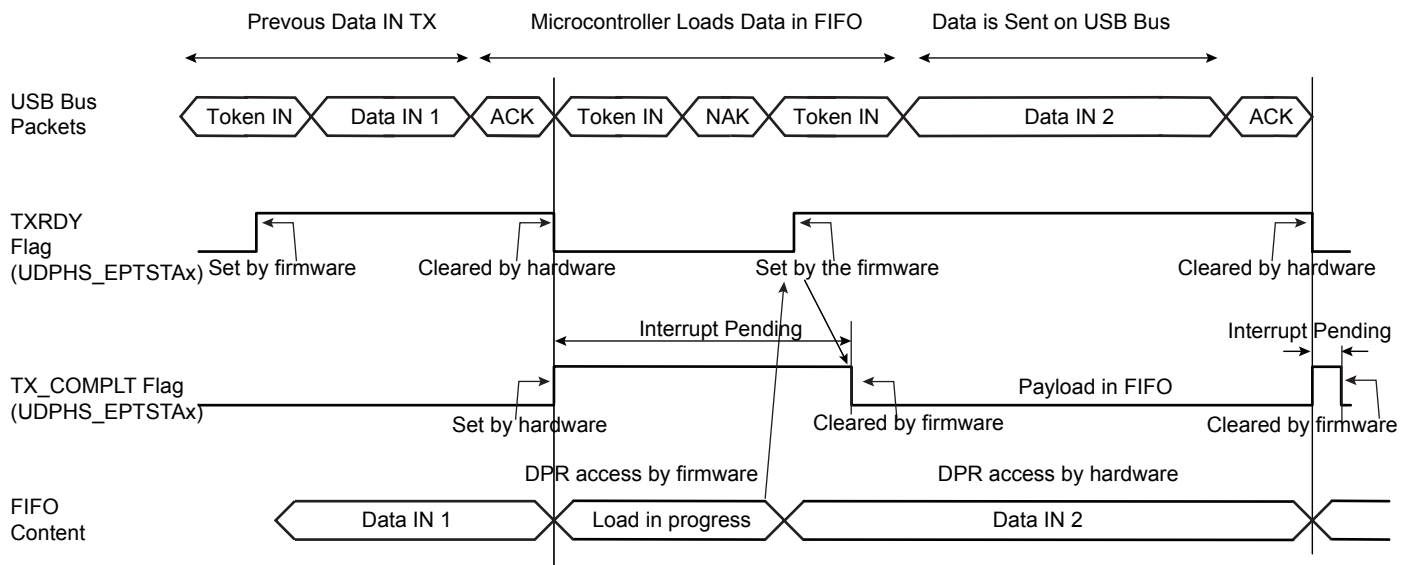 Prevous Data IN TX
Microcontroller Loads Data in FIFO
Data is Sent on USB Bus
USB Bus
Packets
Token IN
Data IN 1
ACK
Token IN
NAK
Token IN
Data IN 2
ACK
TXRDY
Flag
(UDPHS_EPTSTAx)
Set by firmware
Cleared by hardware
Set by the firmware
Cleared by hardware
Interrupt Pending
Interrupt Pending
TX_COMPLT Flag
(UDPHS_EPTSTAx)
Payload in FIFO
Set by hardware
Cleared by firmware
Cleared by firmware
DPR access by firmware
DPR access by hardware
FIFO
Content
Data IN 1
Load in progress
Data IN 2